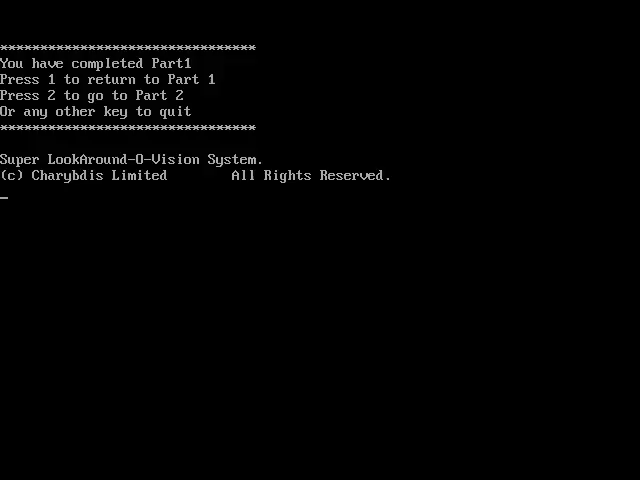 ********************************
You have completed Part1
Press 1 to return to Part 1
Press 2 to go to Part 2
Or any other key to quit
********************************
Super LookAround-O-Vision System.
(c) Charybdis Limited        All Rights Reserved.
_